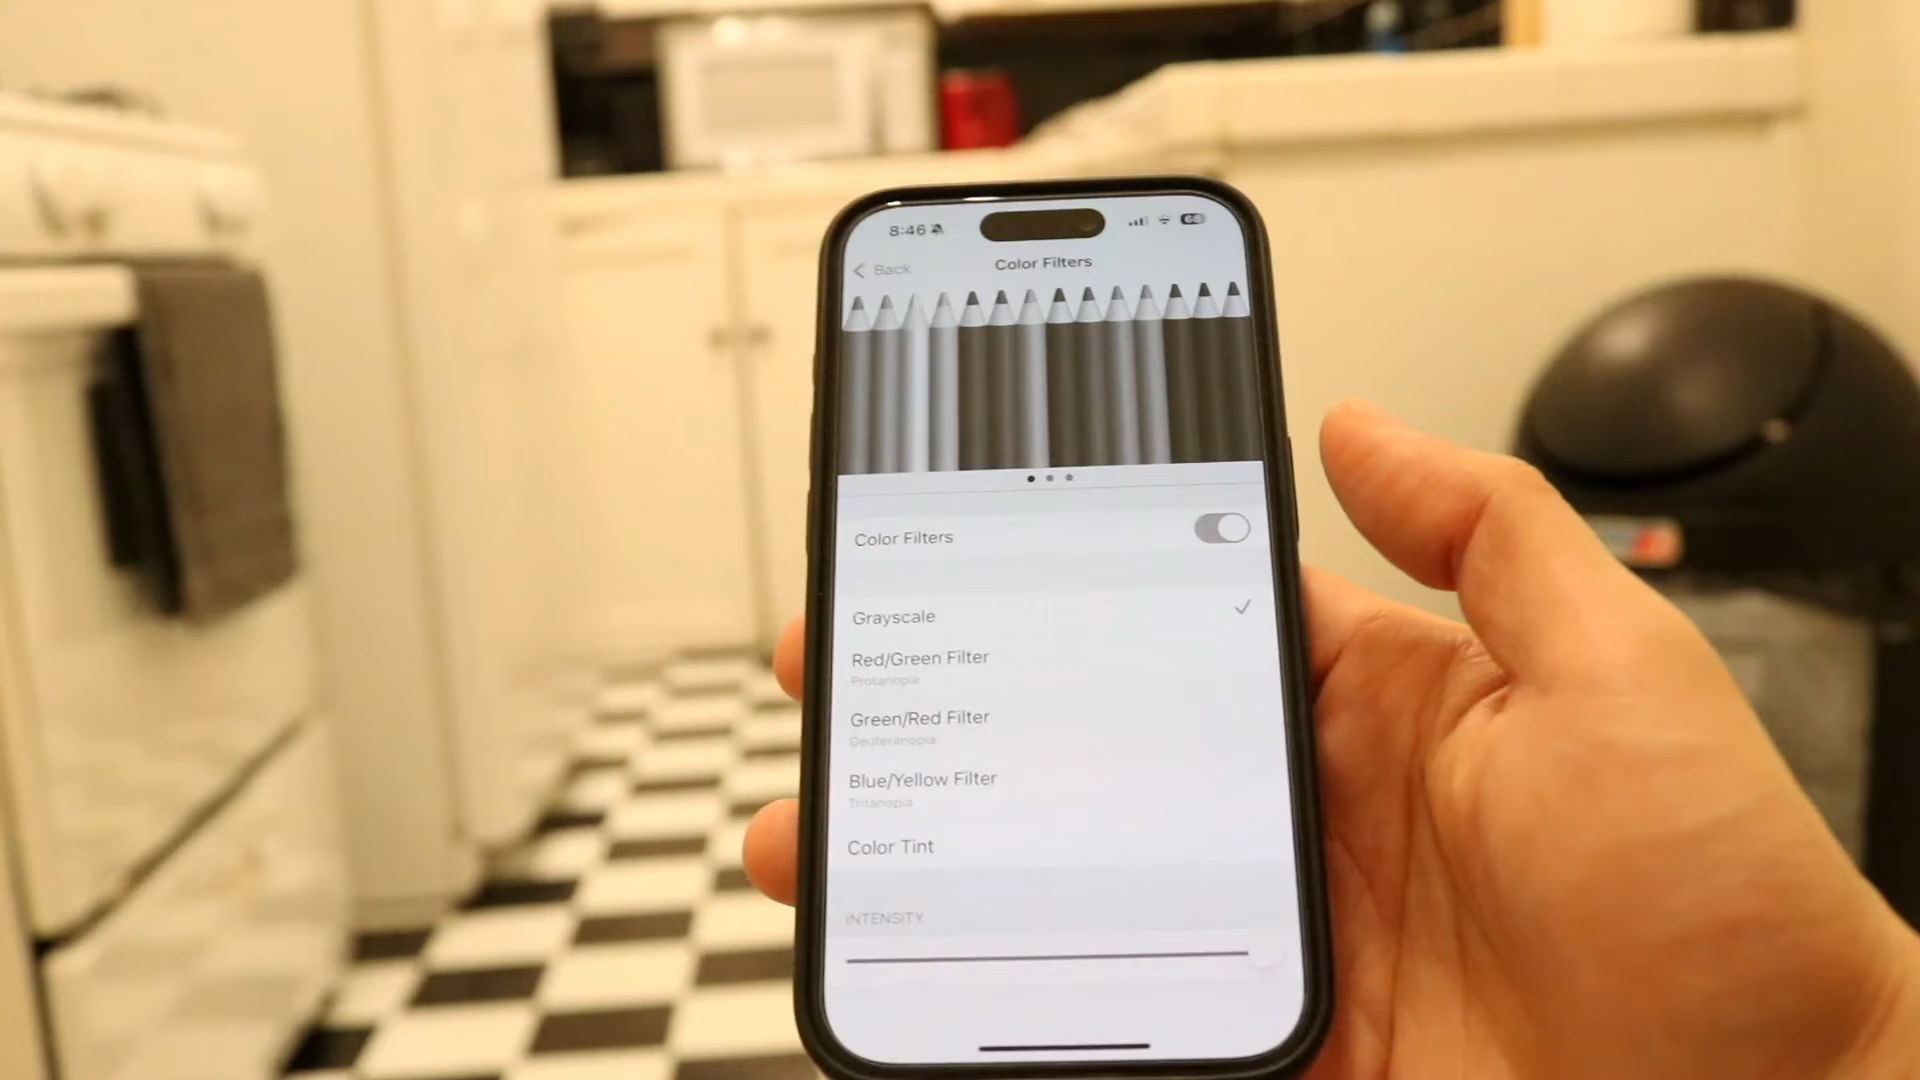 8:46
68
Back
Color Filters
Color Filters
Grayscale
Red/Green Filter
Protanopia
Green/Red Filter
Deuteranopia
Blue/Yellow Filter
Tritanopia
Color Tint
INTENSITY